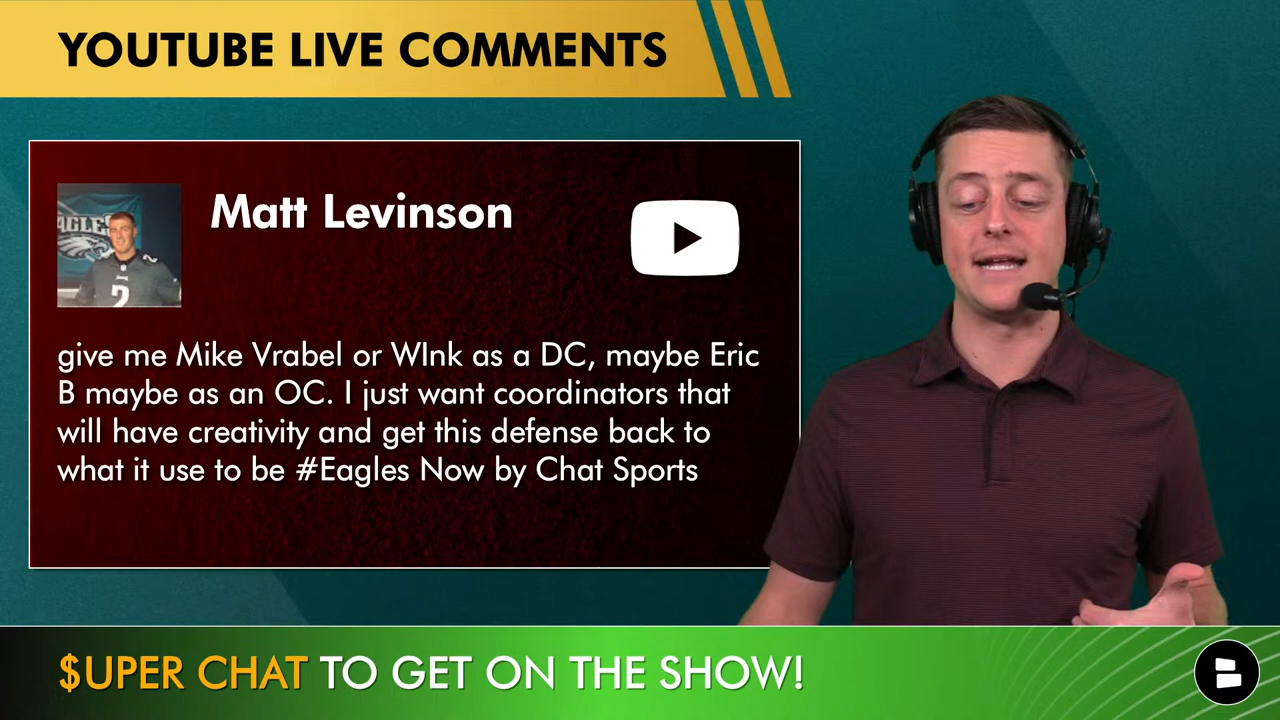 YOUTUBE LIVE COMMENTS
Matt Levinson
EAGLES
2
give me Mike Vrabel or WInk as a DC, maybe Eric
B maybe as an OC. I just want coordinators that
will have creativity and get this defense back to
what it use to be #Eagles Now by Chat Sports
$UPER CHAT TO GET ON THE SHOW!